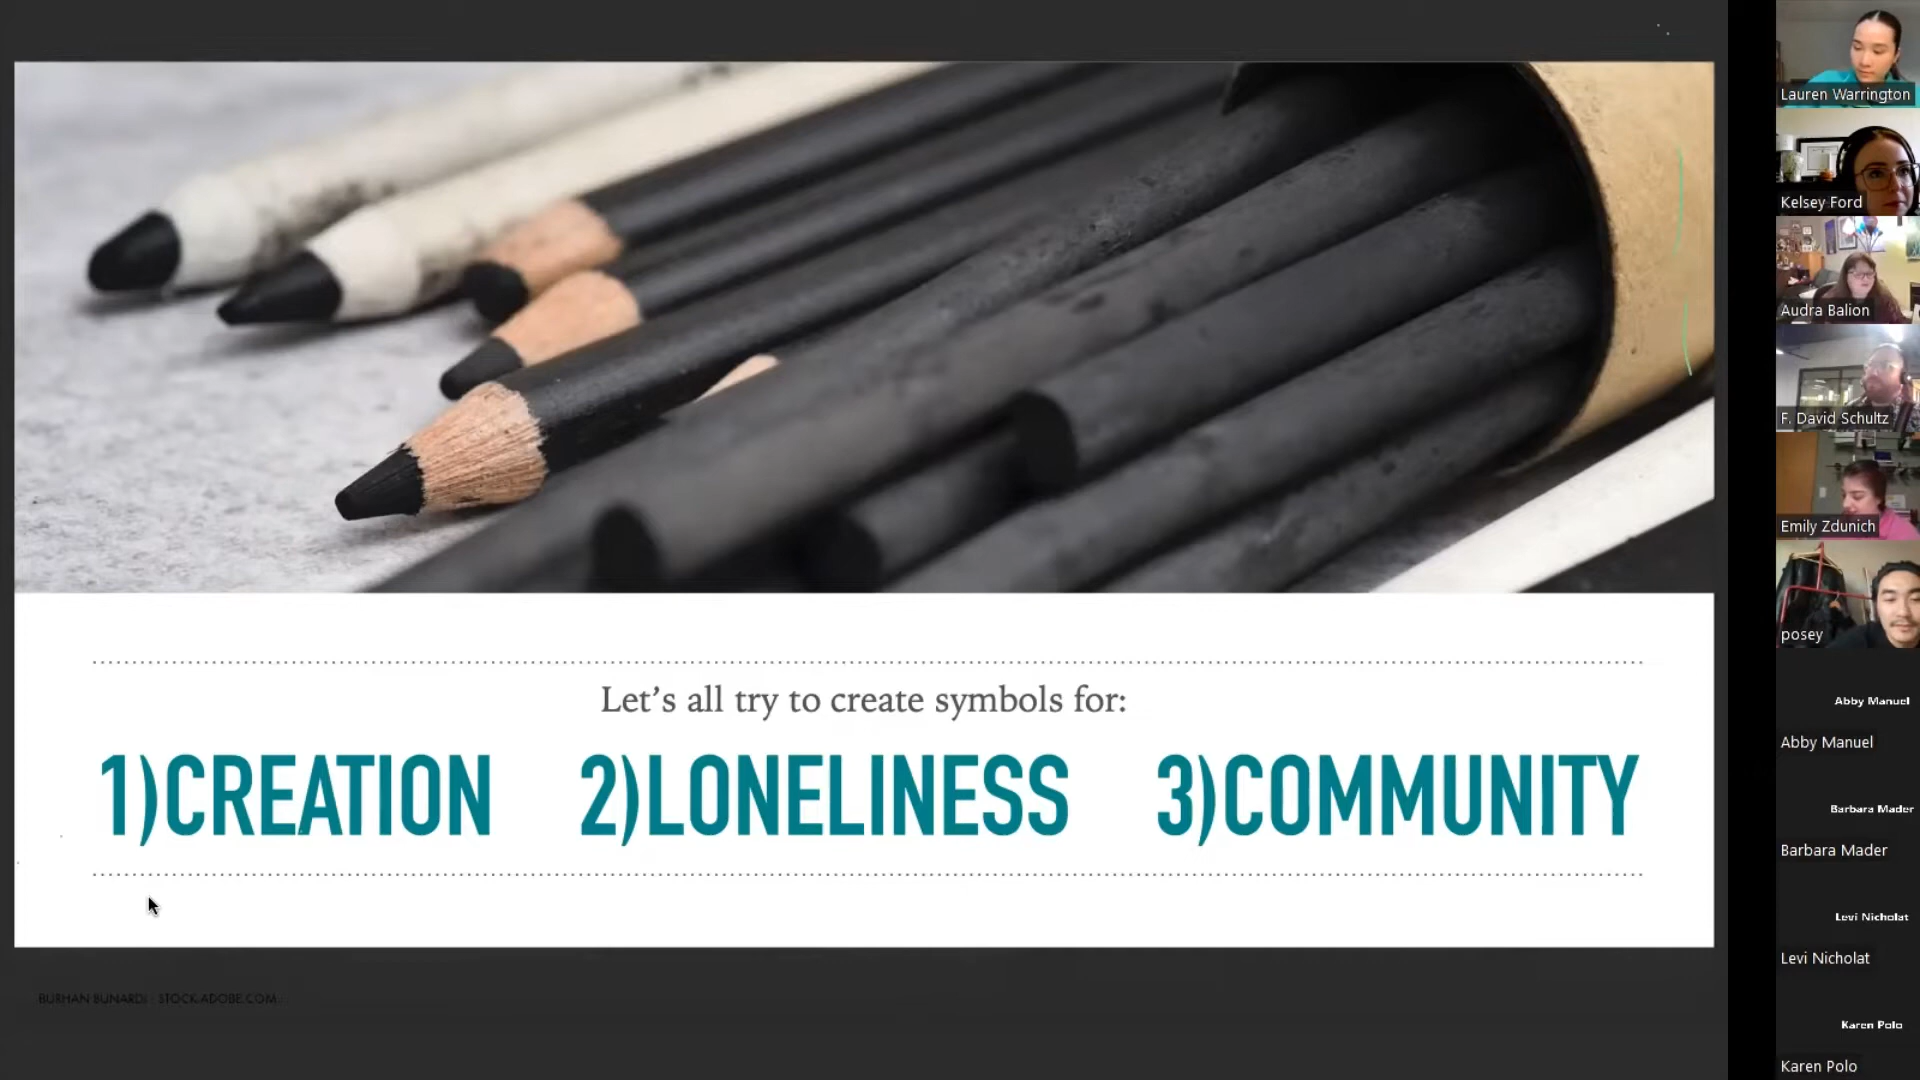 Let's all try to create symbols for:
1)CREATION 2)LONELINESS 3)COMMUNITY
BURHAN BUNARDI - STOCK.ADOBE.COM
Lauren Warrington
Kelsey Ford
Audra Balion
F. David Schultz
Emily Zdunich
posey
Abby Manuel
Abby Manuel
Barbara Mader
Barbara Mader
Levi Nicholat
Levi Nicholat
Karen Polo
Karen Polo